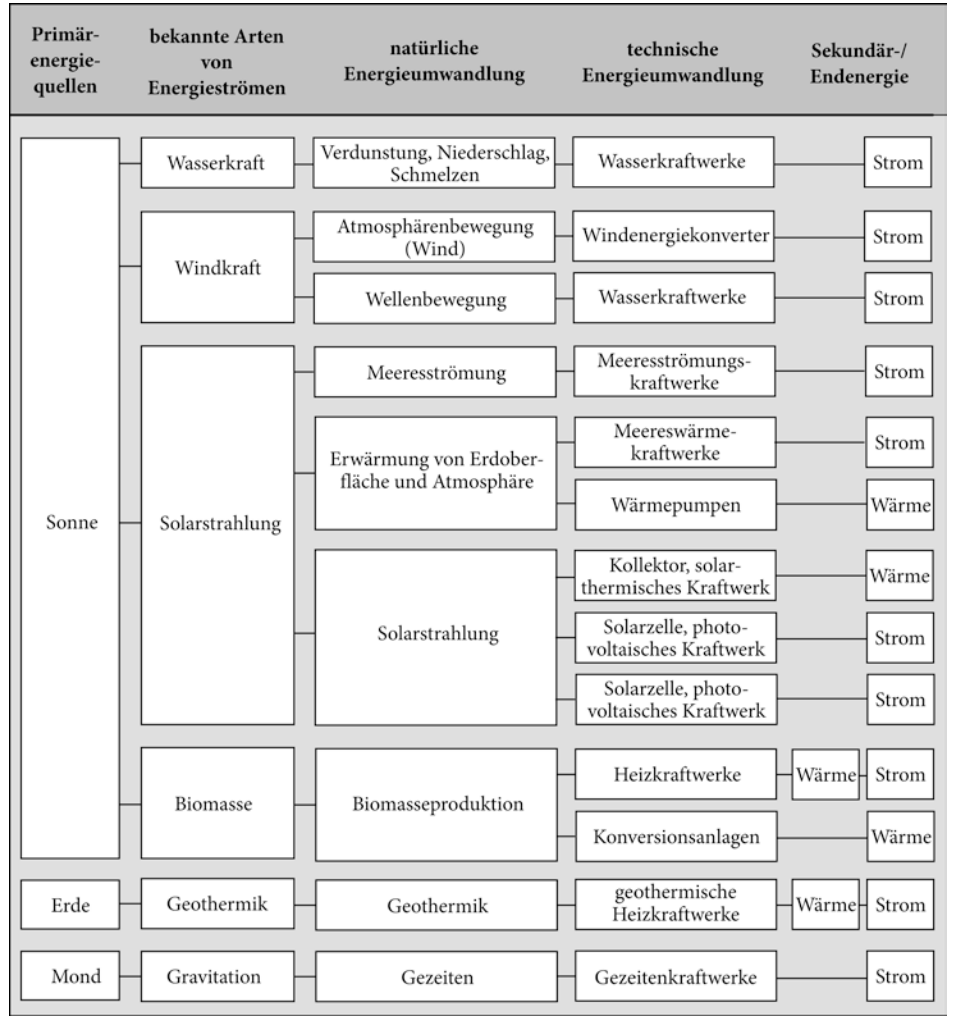 Primär-
energie-
quellen
bekannte Arten
von
Energieströmen
natürliche
Energieumwandlung
technische
Energieumwandlung
Sekundär-/
Endenergie
Sonne
Wasserkraft
Verdunstung, Niederschlag,
Schmelzen
Wasserkraftwerke
Strom
Windkraft
Atmosphärenbewegung
(Wind)
Windenergiekonverter
Strom
Wellenbewegung
Wasserkraftwerke
Strom
Solarstrahlung
Meeresströmung
Meeresströmungs-
kraftwerke
Strom
Erwärmung von Erdober-
fläche und Atmosphäre
Meereswärme-
kraftwerke
Strom
Wärmepumpen
Wärme
Solarstrahlung
Kollektor, solar-
thermisches Kraftwerk
Wärme
Solarzelle, photo-
voltaisches Kraftwerk
Strom
Solarzelle, photo-
voltaisches Kraftwerk
Strom
Biomasse
Biomasseproduktion
Heizkraftwerke
Wärme
Strom
Konversionsanlagen
Wärme
Erde
Geothermik
Geothermik
geothermische
Heizkraftwerke
Wärme
Strom
Mond
Gravitation
Gezeiten
Gezeitenkraftwerke
Strom